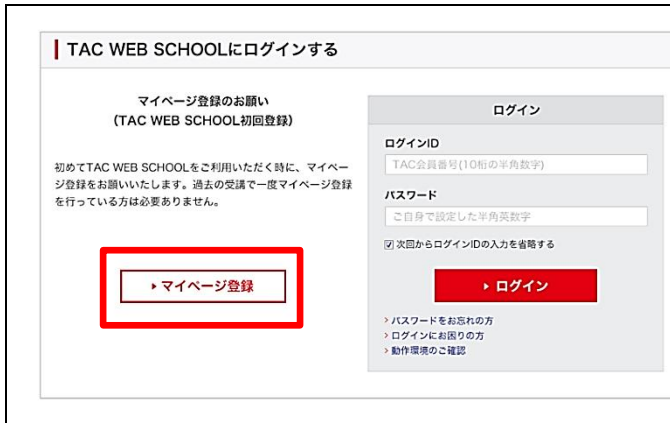 TAC WEB SCHOOLにログインする
マイページ登録のお願い
(TAC WEB SCHOOL初回登録)
初めてTAC WEB SCHOOLをご利用いただく時に、マイペー
ジ登録をお願いいたします。過去の受講で一度マイページ登録
を行っている方は必要ありません。
マイページ登録
ログイン
ログインID
TAC会員番号(10桁の半角数字)
パスワード
ご自身で設定した半角英数字
次回からログインIDの入力を省略する
ログイン
パスワードをお忘れの方
ログインにお困りの方
動作環境のご確認